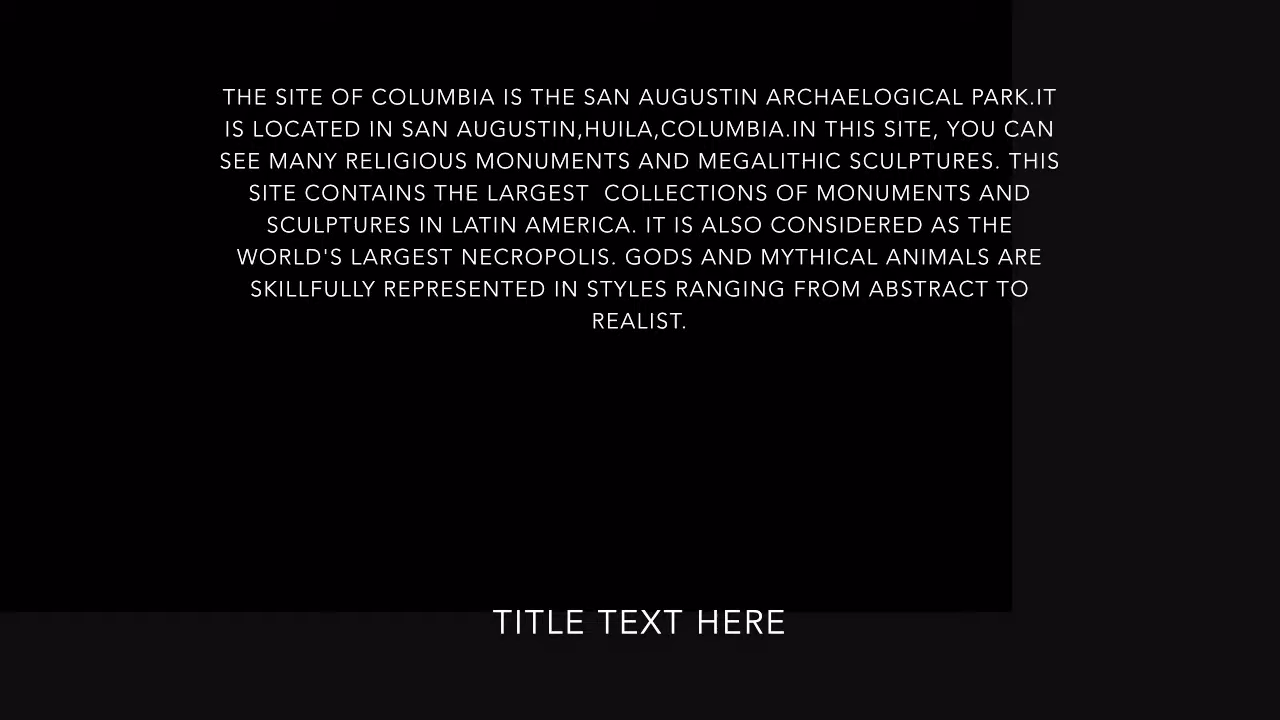 THE SITE OF COLUMBIA IS THE SAN AUGUSTIN ARCHAELOGICAL PARK.IT
IS LOCATED IN SAN AUGUSTIN,HUILA,COLUMBIA.IN THIS SITE, YOU CAN
SEE MANY RELIGIOUS MONUMENTS AND MEGALITHIC SCULPTURES. THIS
SITE CONTAINS THE LARGEST  COLLECTIONS OF MONUMENTS AND
SCULPTURES IN LATIN AMERICA. IT IS ALSO CONSIDERED AS THE
WORLD'S LARGEST NECROPOLIS. GODS AND MYTHICAL ANIMALS ARE
SKILLFULLY REPRESENTED IN STYLES RANGING FROM ABSTRACT TO
REALIST.
TITLE TEXT HERE